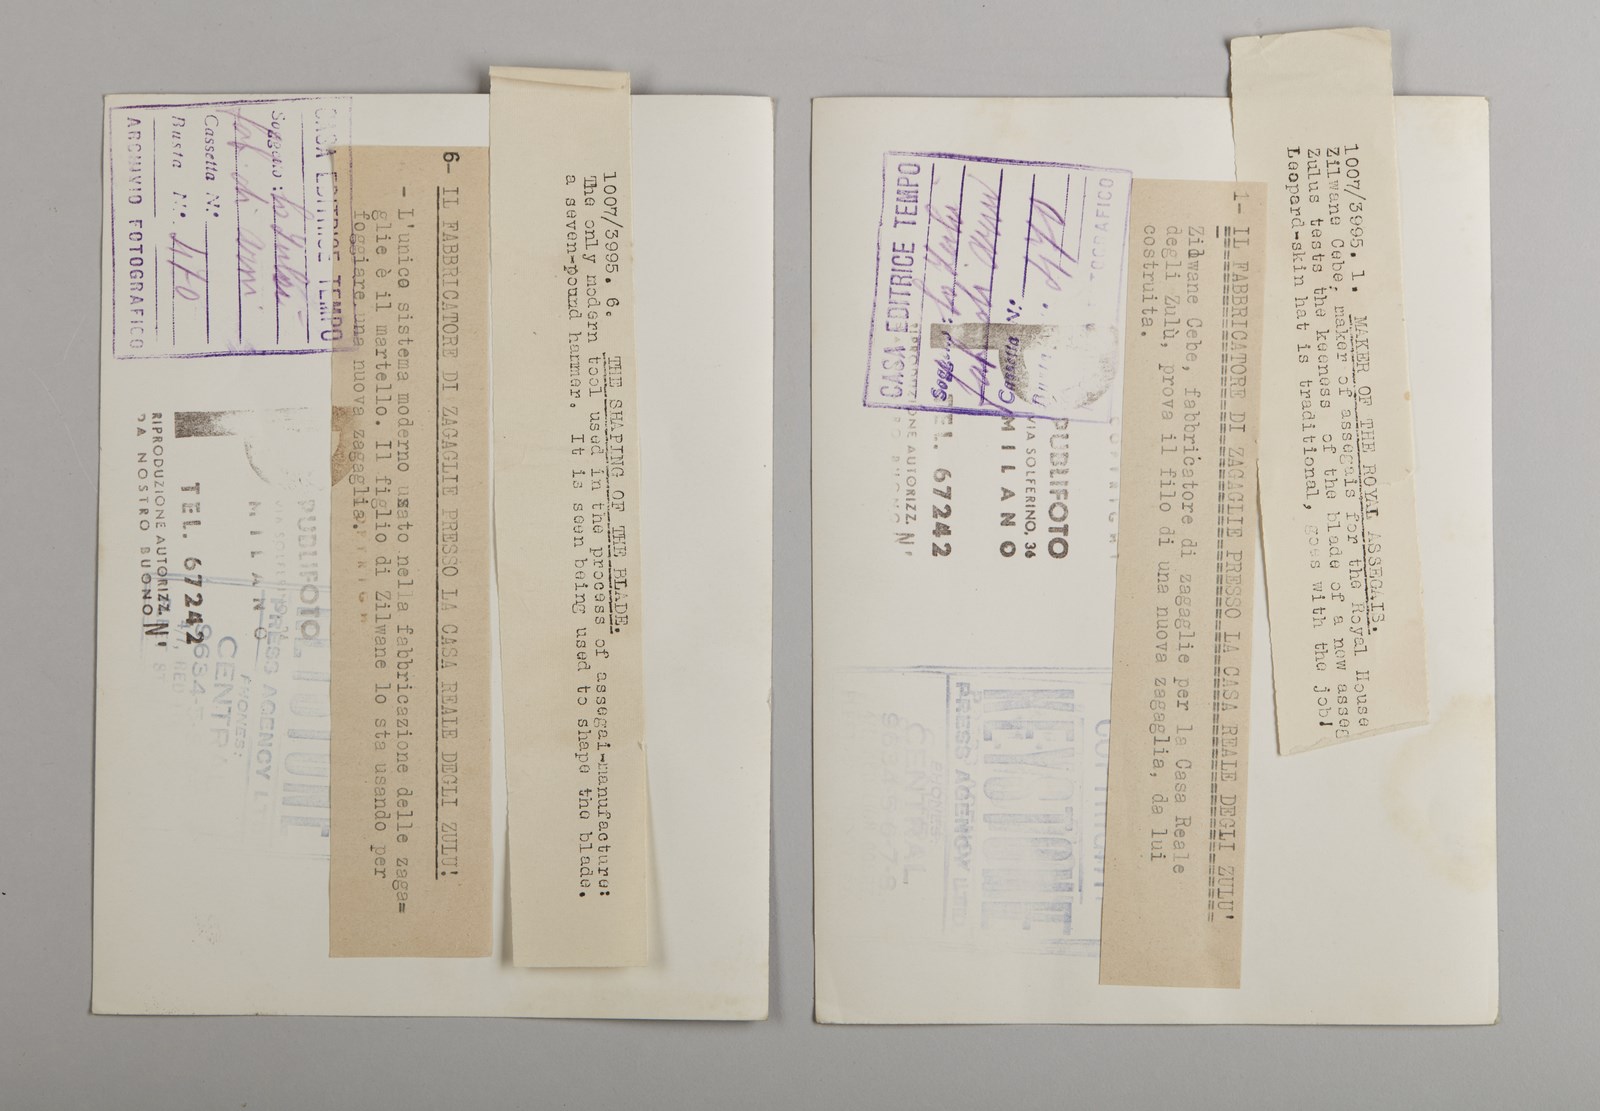 1007/3995. 6. THE SHAPING OF THE BLADE.
The only modern tool used in the process of assegai-manufacture:
a seven-pound hammer. It is seen being used to shape the blade.
6- IL FABBRICATORE DI ZAGAGLIE PRESSO LA CASA REALE DEGLI ZULU'
- L'unico sistema moderno usato nella fabbricazione delle zaga=
glie è il martello. Il figlio di Zilwane lo sta usando per
foggiare una nuova zagaglia.
CASA EDITRICE TEMPO
Soggetto:
Cassetta N.
Busta N.
ARCHIVIO FOTOGRAFICO
PUBLIFOTO
MILANO
TEL. 67242
RIPRODUZIONE AUTORIZZ.
DA NOSTRO BUONO N'
PRESS AGENCY
PHONES:
1007/3995. 1. MAKER OF THE ROYAL ASSEGAIS.
Zilwane Cebe, maker of assegais for the Royal House
Zulus tests the keeness of the blade of a new asseg
Leopard-skin hat is traditional, goes with the job!
1- IL FABBRICATORE DI ZAGAGLIE PRESSO LA CASA REALE DEGLI ZULU'
Zilwane Cebe, fabbricatore di zagaglie per la Casa Reale
degli Zulù, prova il filo di una nuova zagaglia, da lui
costruita.
CASA EDITRICE TEMPO
Cassetta N.
PUBLIFOTO
VIA SOLFERINO, 36
MILANO
TEL. 67242
AUTORIZZ.
KEYSTONE
PRESS AGENCY LTD.
PHONES:
CENTRAL